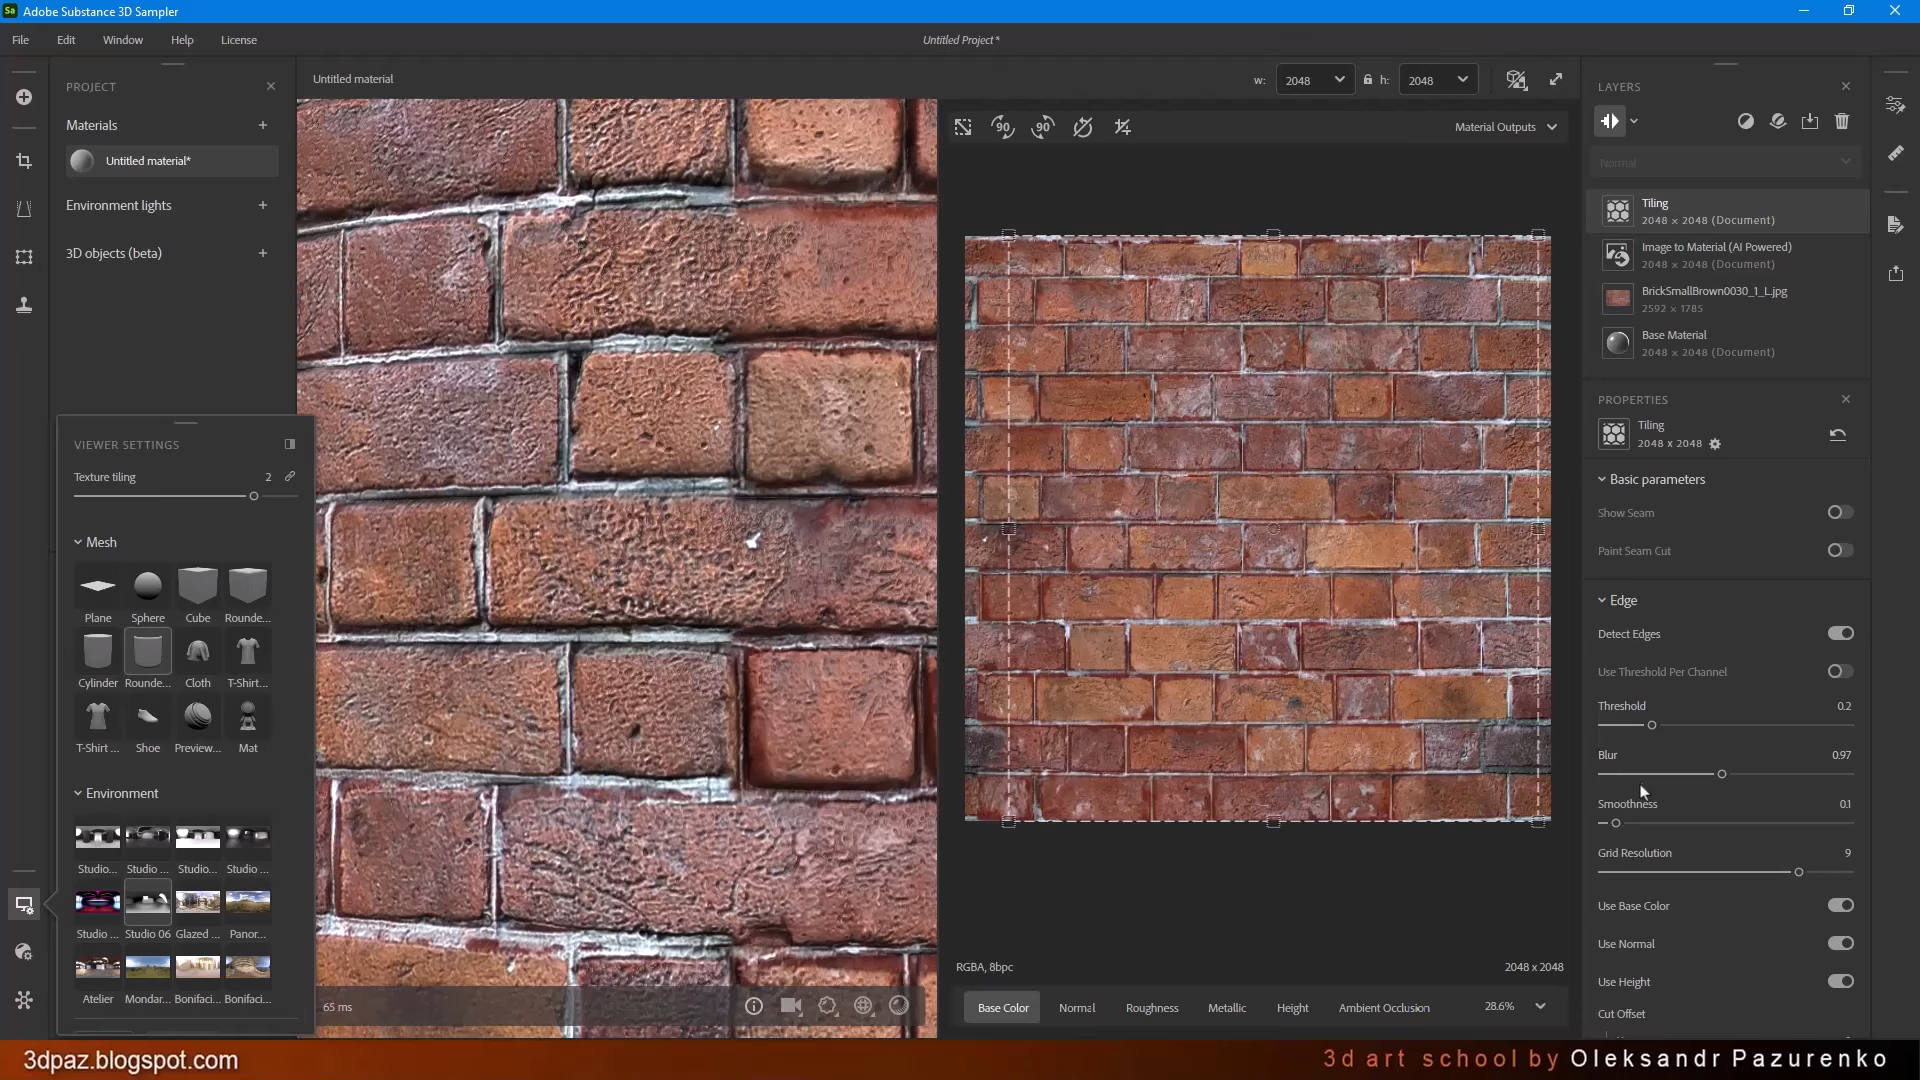 Sa Adobe Substance 3D Sampler
File Edit Window Help License
Untitled Project*
PROJECT
Materials
Untitled material*
Environment lights
3D objects (beta)
VIEWER SETTINGS
Texture tiling 2
Mesh
Plane Sphere Cube Rounde...
Cylinder Rounde... Cloth T-Shirt...
T-Shirt ... Shoe Preview... Mat
Environment
Studio... Studio ... Studio... Studio ...
Studio ... Studio 06 Glazed ... Panor...
Atelier Mondar... Bonifaci... Bonifaci...
Untitled material
w: 2048 h: 2048
65 ms
90 90
Material Outputs
RGBA, 8bpc 2048 x 2048
Base Color Normal Roughness Metallic Height Ambient Occlusion 28.6%
LAYERS
Normal
Tiling
2048 x 2048 (Document)
Image to Material (AI Powered)
2048 x 2048 (Document)
BrickSmallBrown0030_1_L.jpg
2592 x 1785
Base Material
2048 x 2048 (Document)
PROPERTIES
Tiling
2048 x 2048
Basic parameters
Show Seam
Paint Seam Cut
Edge
Detect Edges
Use Threshold Per Channel
Threshold 0.2
Blur 0.97
Smoothness 0.1
Grid Resolution 9
Use Base Color
Use Normal
Use Height
Cut Offset
3dpaz.blogspot.com
3d art school by Oleksandr Pazurenko